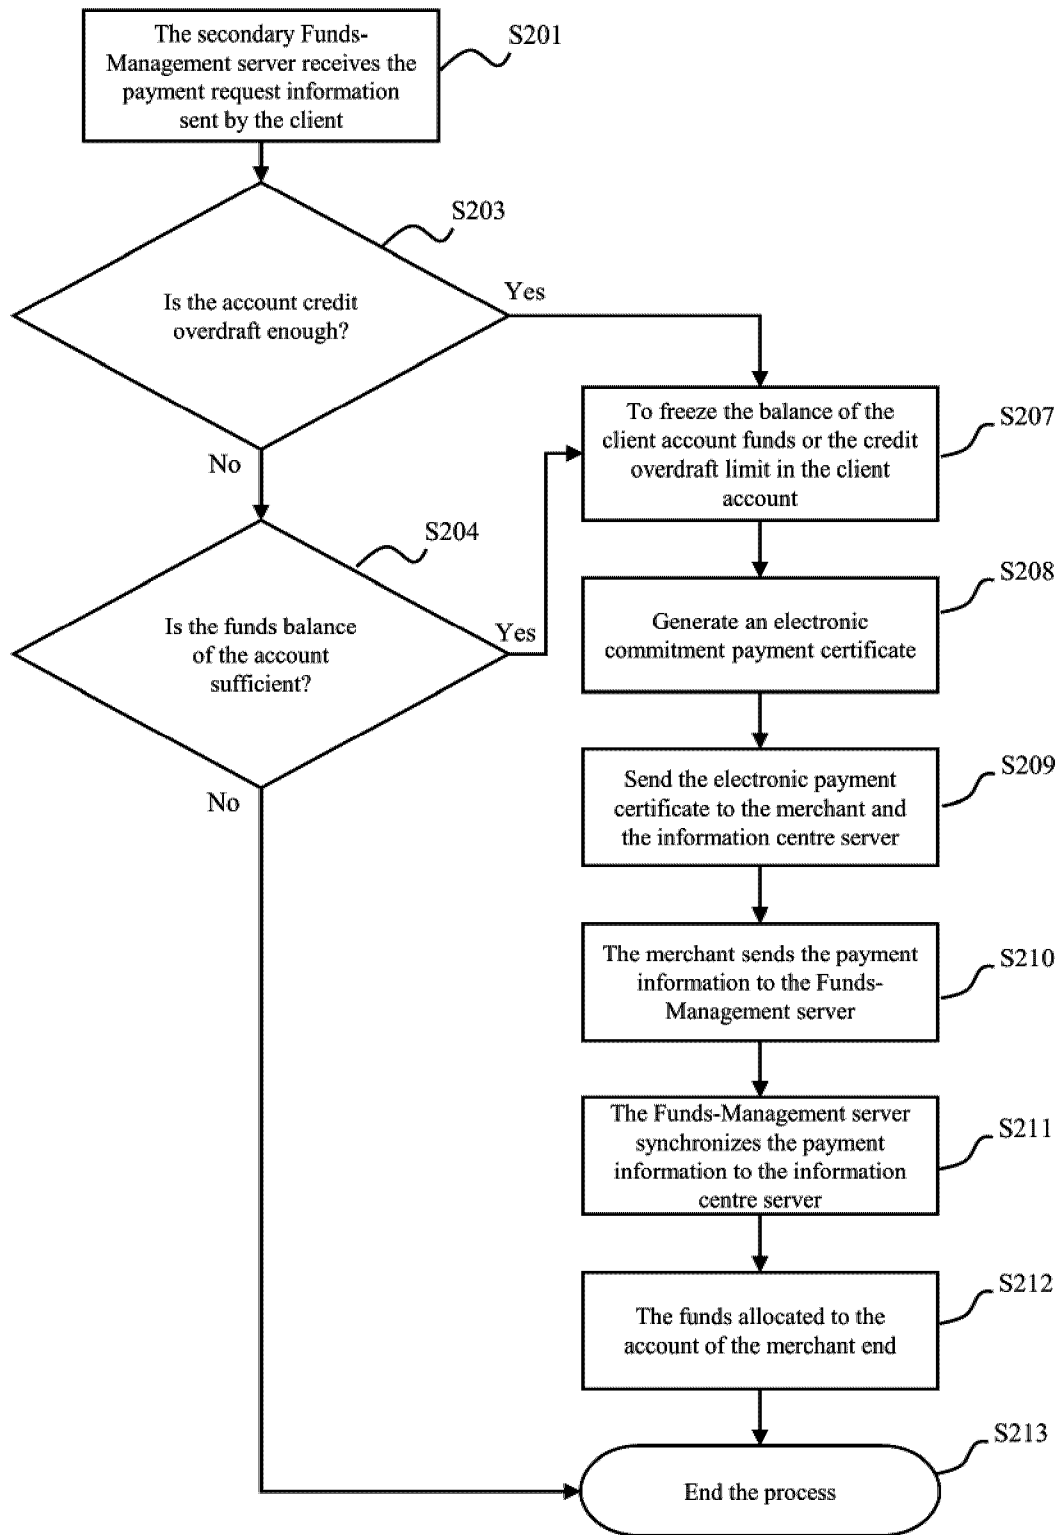 The secondary Funds-
Management server receives the
payment request information
sent by the client
S201
S203
Is the account credit
overdraft enough?
Yes
No
To freeze the balance of the
client account funds or the credit
overdraft limit in the client
account
S207
S204
Is the funds balance
of the account
sufficient?
Yes
No
Generate an electronic
commitment payment certificate
S208
Send the electronic payment
certificate to the merchant and
the information centre server
S209
The merchant sends the payment
information to the Funds-
Management server
S210
The Funds-Management server
synchronizes the payment
information to the information
centre server
S211
The funds allocated to the
account of the merchant end
S212
End the process
S213